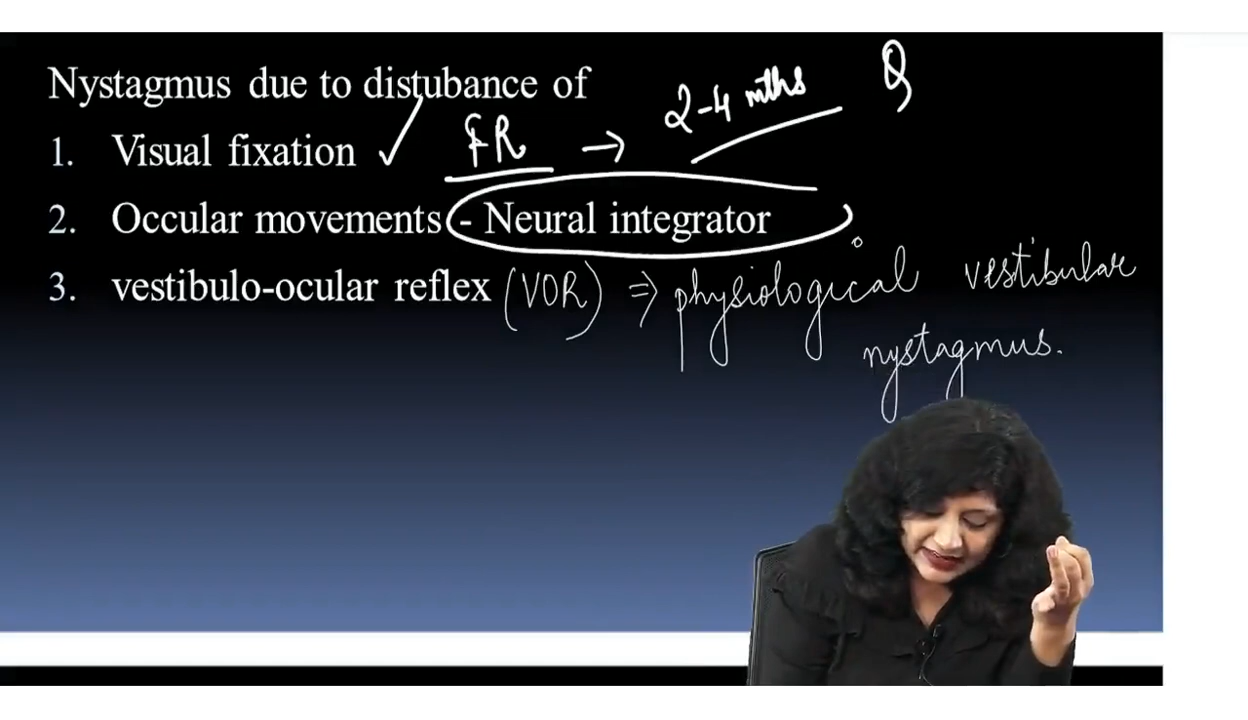 Nystagmus due to distubance of
2-4 mths Q
1. Visual fixation ✓ FR →
2. Occular movements - Neural integrator
3. vestibulo-ocular reflex (VOR) ⇒ physiological vestibular
nystagmus.